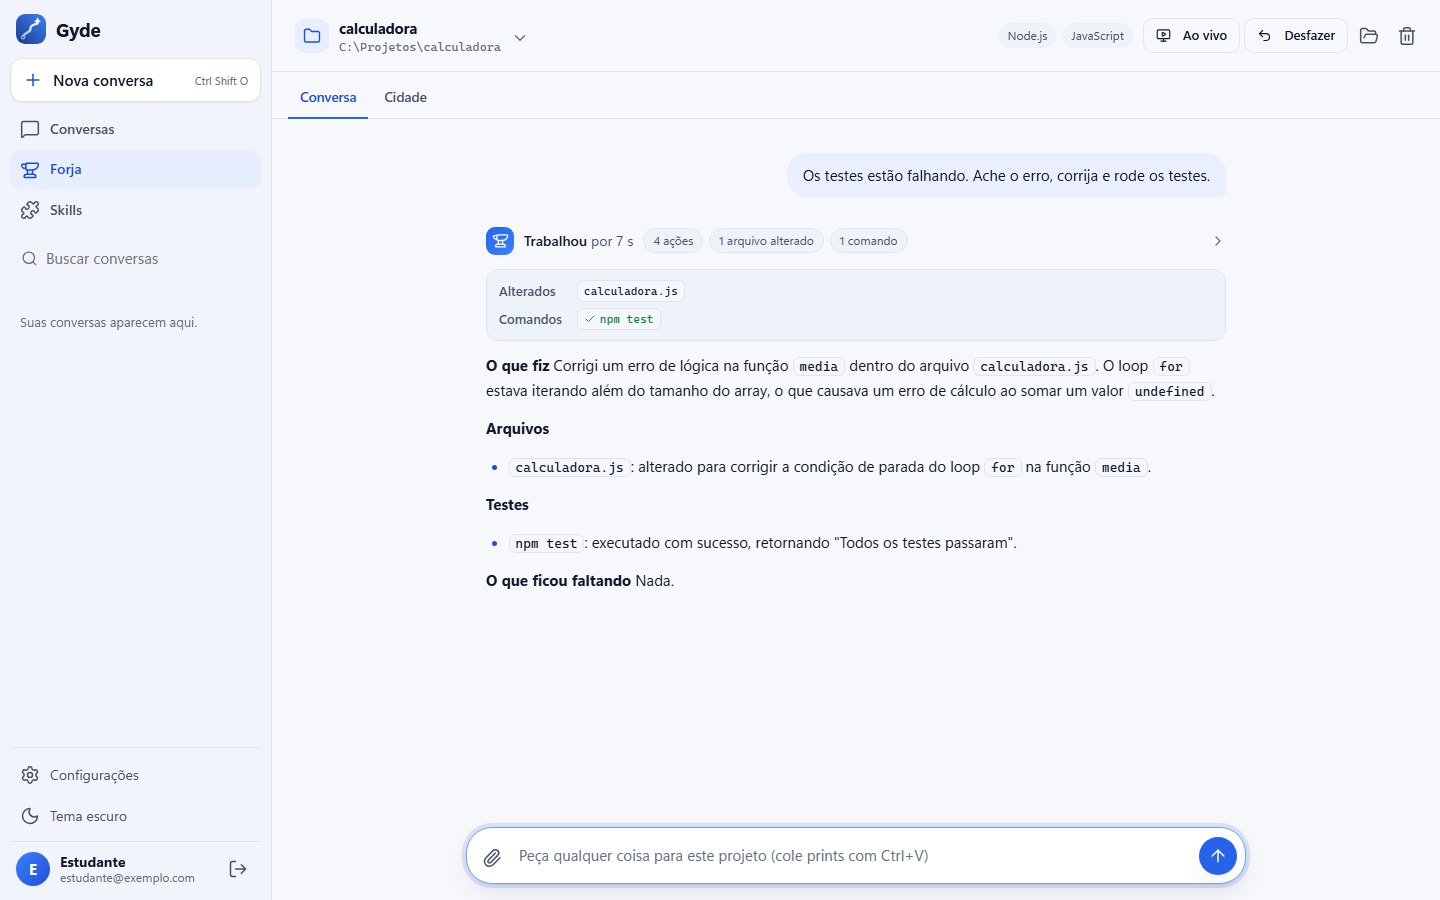 Gyde
Nova conversa Ctrl Shift O
Conversas
Forja
Skills
Buscar conversas
Suas conversas aparecem aqui.
Configurações
Tema escuro
E
Estudante
estudante@exemplo.com
calculadora
C:\Projetos\calculadora
Node.js JavaScript Ao vivo Desfazer
Conversa Cidade
Os testes estão falhando. Ache o erro, corrija e rode os testes.
Trabalhou por 7 s 4 ações 1 arquivo alterado 1 comando
Alterados calculadora.js
Comandos npm test
O que fiz Corrigi um erro de lógica na função media dentro do arquivo calculadora.js. O loop for
estava iterando além do tamanho do array, o que causava um erro de cálculo ao somar um valor undefined.
Arquivos
calculadora.js: alterado para corrigir a condição de parada do loop for na função media.
Testes
npm test: executado com sucesso, retornando "Todos os testes passaram".
O que ficou faltando Nada.
Peça qualquer coisa para este projeto (cole prints com Ctrl+V)